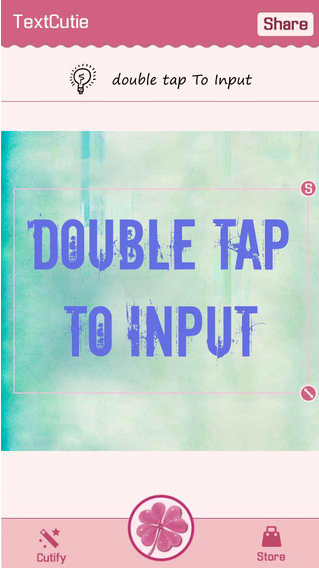 TextCutie
Share
double tap To Input
S
DOUBLE TAP
TO INPUT
Cutify
Store